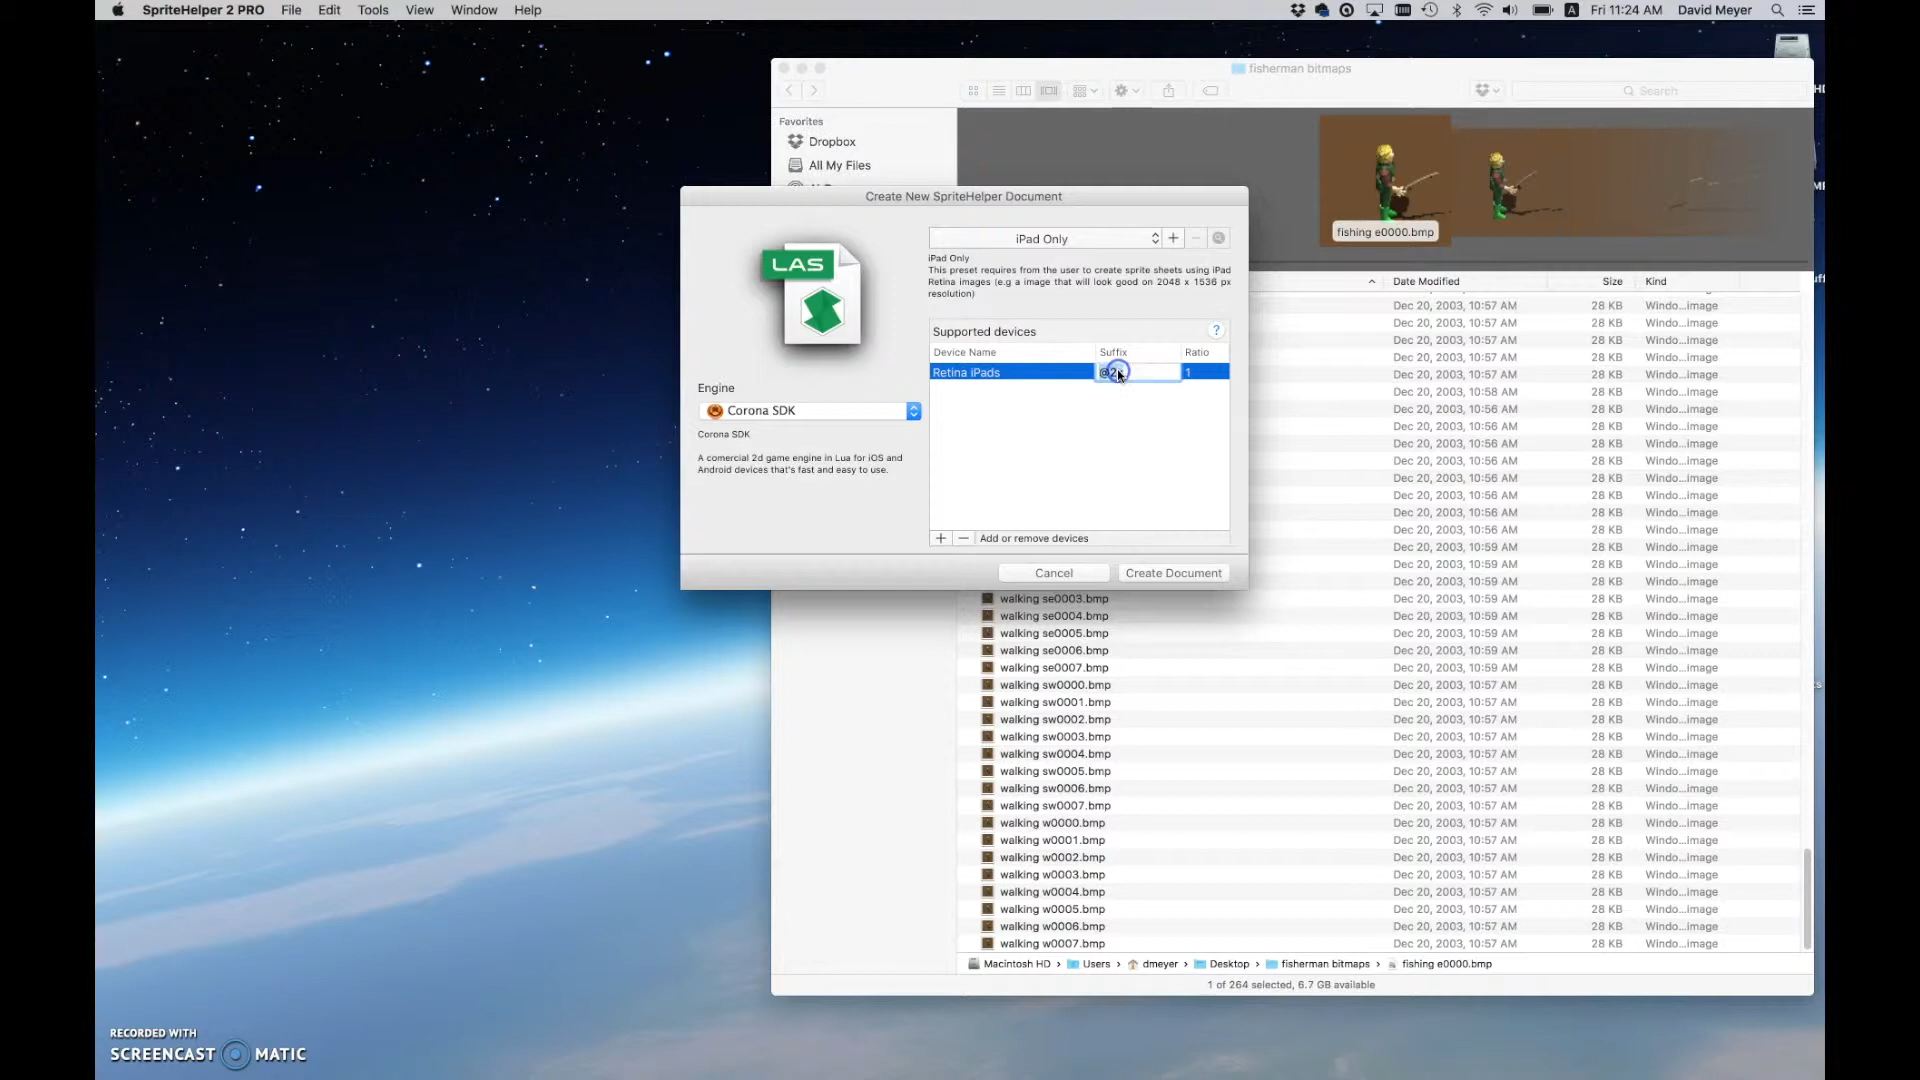 SpriteHelper 2 PRO File Edit Tools View Window Help
A Fri 11:24 AM David Meyer
fisherman bitmaps
Search
Favorites
Dropbox
All My Files
fishing e0000.bmp
Create New SpriteHelper Document
LAS
iPad Only
iPad Only
This preset requires from the user to create sprite sheets using iPad
Retina images (e.g a image that will look good on 2048 x 1536 px
resolution)
Supported devices ?
Device Name Suffix Ratio
Retina iPads @2 1
Engine
Corona SDK
Corona SDK
A comercial 2d game engine in Lua for iOS and
Android devices that's fast and easy to use.
+ − Add or remove devices
Cancel Create Document
Date Modified Size Kind
Dec 20, 2003, 10:57 AM 28 KB Windo...image
Dec 20, 2003, 10:57 AM 28 KB Windo...image
Dec 20, 2003, 10:57 AM 28 KB Windo...image
Dec 20, 2003, 10:57 AM 28 KB Windo...image
Dec 20, 2003, 10:57 AM 28 KB Windo...image
Dec 20, 2003, 10:58 AM 28 KB Windo...image
Dec 20, 2003, 10:56 AM 28 KB Windo...image
Dec 20, 2003, 10:56 AM 28 KB Windo...image
Dec 20, 2003, 10:56 AM 28 KB Windo...image
Dec 20, 2003, 10:56 AM 28 KB Windo...image
Dec 20, 2003, 10:56 AM 28 KB Windo...image
Dec 20, 2003, 10:56 AM 28 KB Windo...image
Dec 20, 2003, 10:56 AM 28 KB Windo...image
Dec 20, 2003, 10:56 AM 28 KB Windo...image
Dec 20, 2003, 10:59 AM 28 KB Windo...image
Dec 20, 2003, 10:59 AM 28 KB Windo...image
Dec 20, 2003, 10:59 AM 28 KB Windo...image
walking se0003.bmp Dec 20, 2003, 10:59 AM 28 KB Windo...image
walking se0004.bmp Dec 20, 2003, 10:59 AM 28 KB Windo...image
walking se0005.bmp Dec 20, 2003, 10:59 AM 28 KB Windo...image
walking se0006.bmp Dec 20, 2003, 10:59 AM 28 KB Windo...image
walking se0007.bmp Dec 20, 2003, 10:59 AM 28 KB Windo...image
walking sw0000.bmp Dec 20, 2003, 10:57 AM 28 KB Windo...image
walking sw0001.bmp Dec 20, 2003, 10:57 AM 28 KB Windo...image
walking sw0002.bmp Dec 20, 2003, 10:57 AM 28 KB Windo...image
walking sw0003.bmp Dec 20, 2003, 10:57 AM 28 KB Windo...image
walking sw0004.bmp Dec 20, 2003, 10:57 AM 28 KB Windo...image
walking sw0005.bmp Dec 20, 2003, 10:57 AM 28 KB Windo...image
walking sw0006.bmp Dec 20, 2003, 10:57 AM 28 KB Windo...image
walking sw0007.bmp Dec 20, 2003, 10:57 AM 28 KB Windo...image
walking w0000.bmp Dec 20, 2003, 10:57 AM 28 KB Windo...image
walking w0001.bmp Dec 20, 2003, 10:57 AM 28 KB Windo...image
walking w0002.bmp Dec 20, 2003, 10:57 AM 28 KB Windo...image
walking w0003.bmp Dec 20, 2003, 10:57 AM 28 KB Windo...image
walking w0004.bmp Dec 20, 2003, 10:57 AM 28 KB Windo...image
walking w0005.bmp Dec 20, 2003, 10:57 AM 28 KB Windo...image
walking w0006.bmp Dec 20, 2003, 10:57 AM 28 KB Windo...image
walking w0007.bmp Dec 20, 2003, 10:57 AM 28 KB Windo...image
Macintosh HD › Users › dmeyer › Desktop › fisherman bitmaps › fishing e0000.bmp
1 of 264 selected, 6.7 GB available
RECORDED WITH
SCREENCAST MATIC